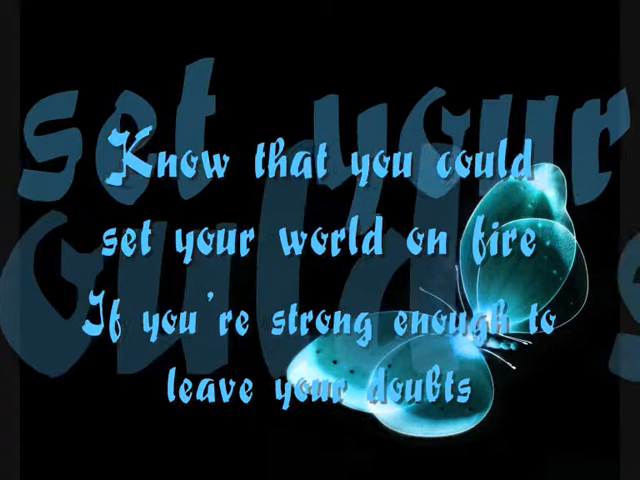 set your
ould s
Know that you could
set your world on fire
If you're strong enough to
leave your doubts